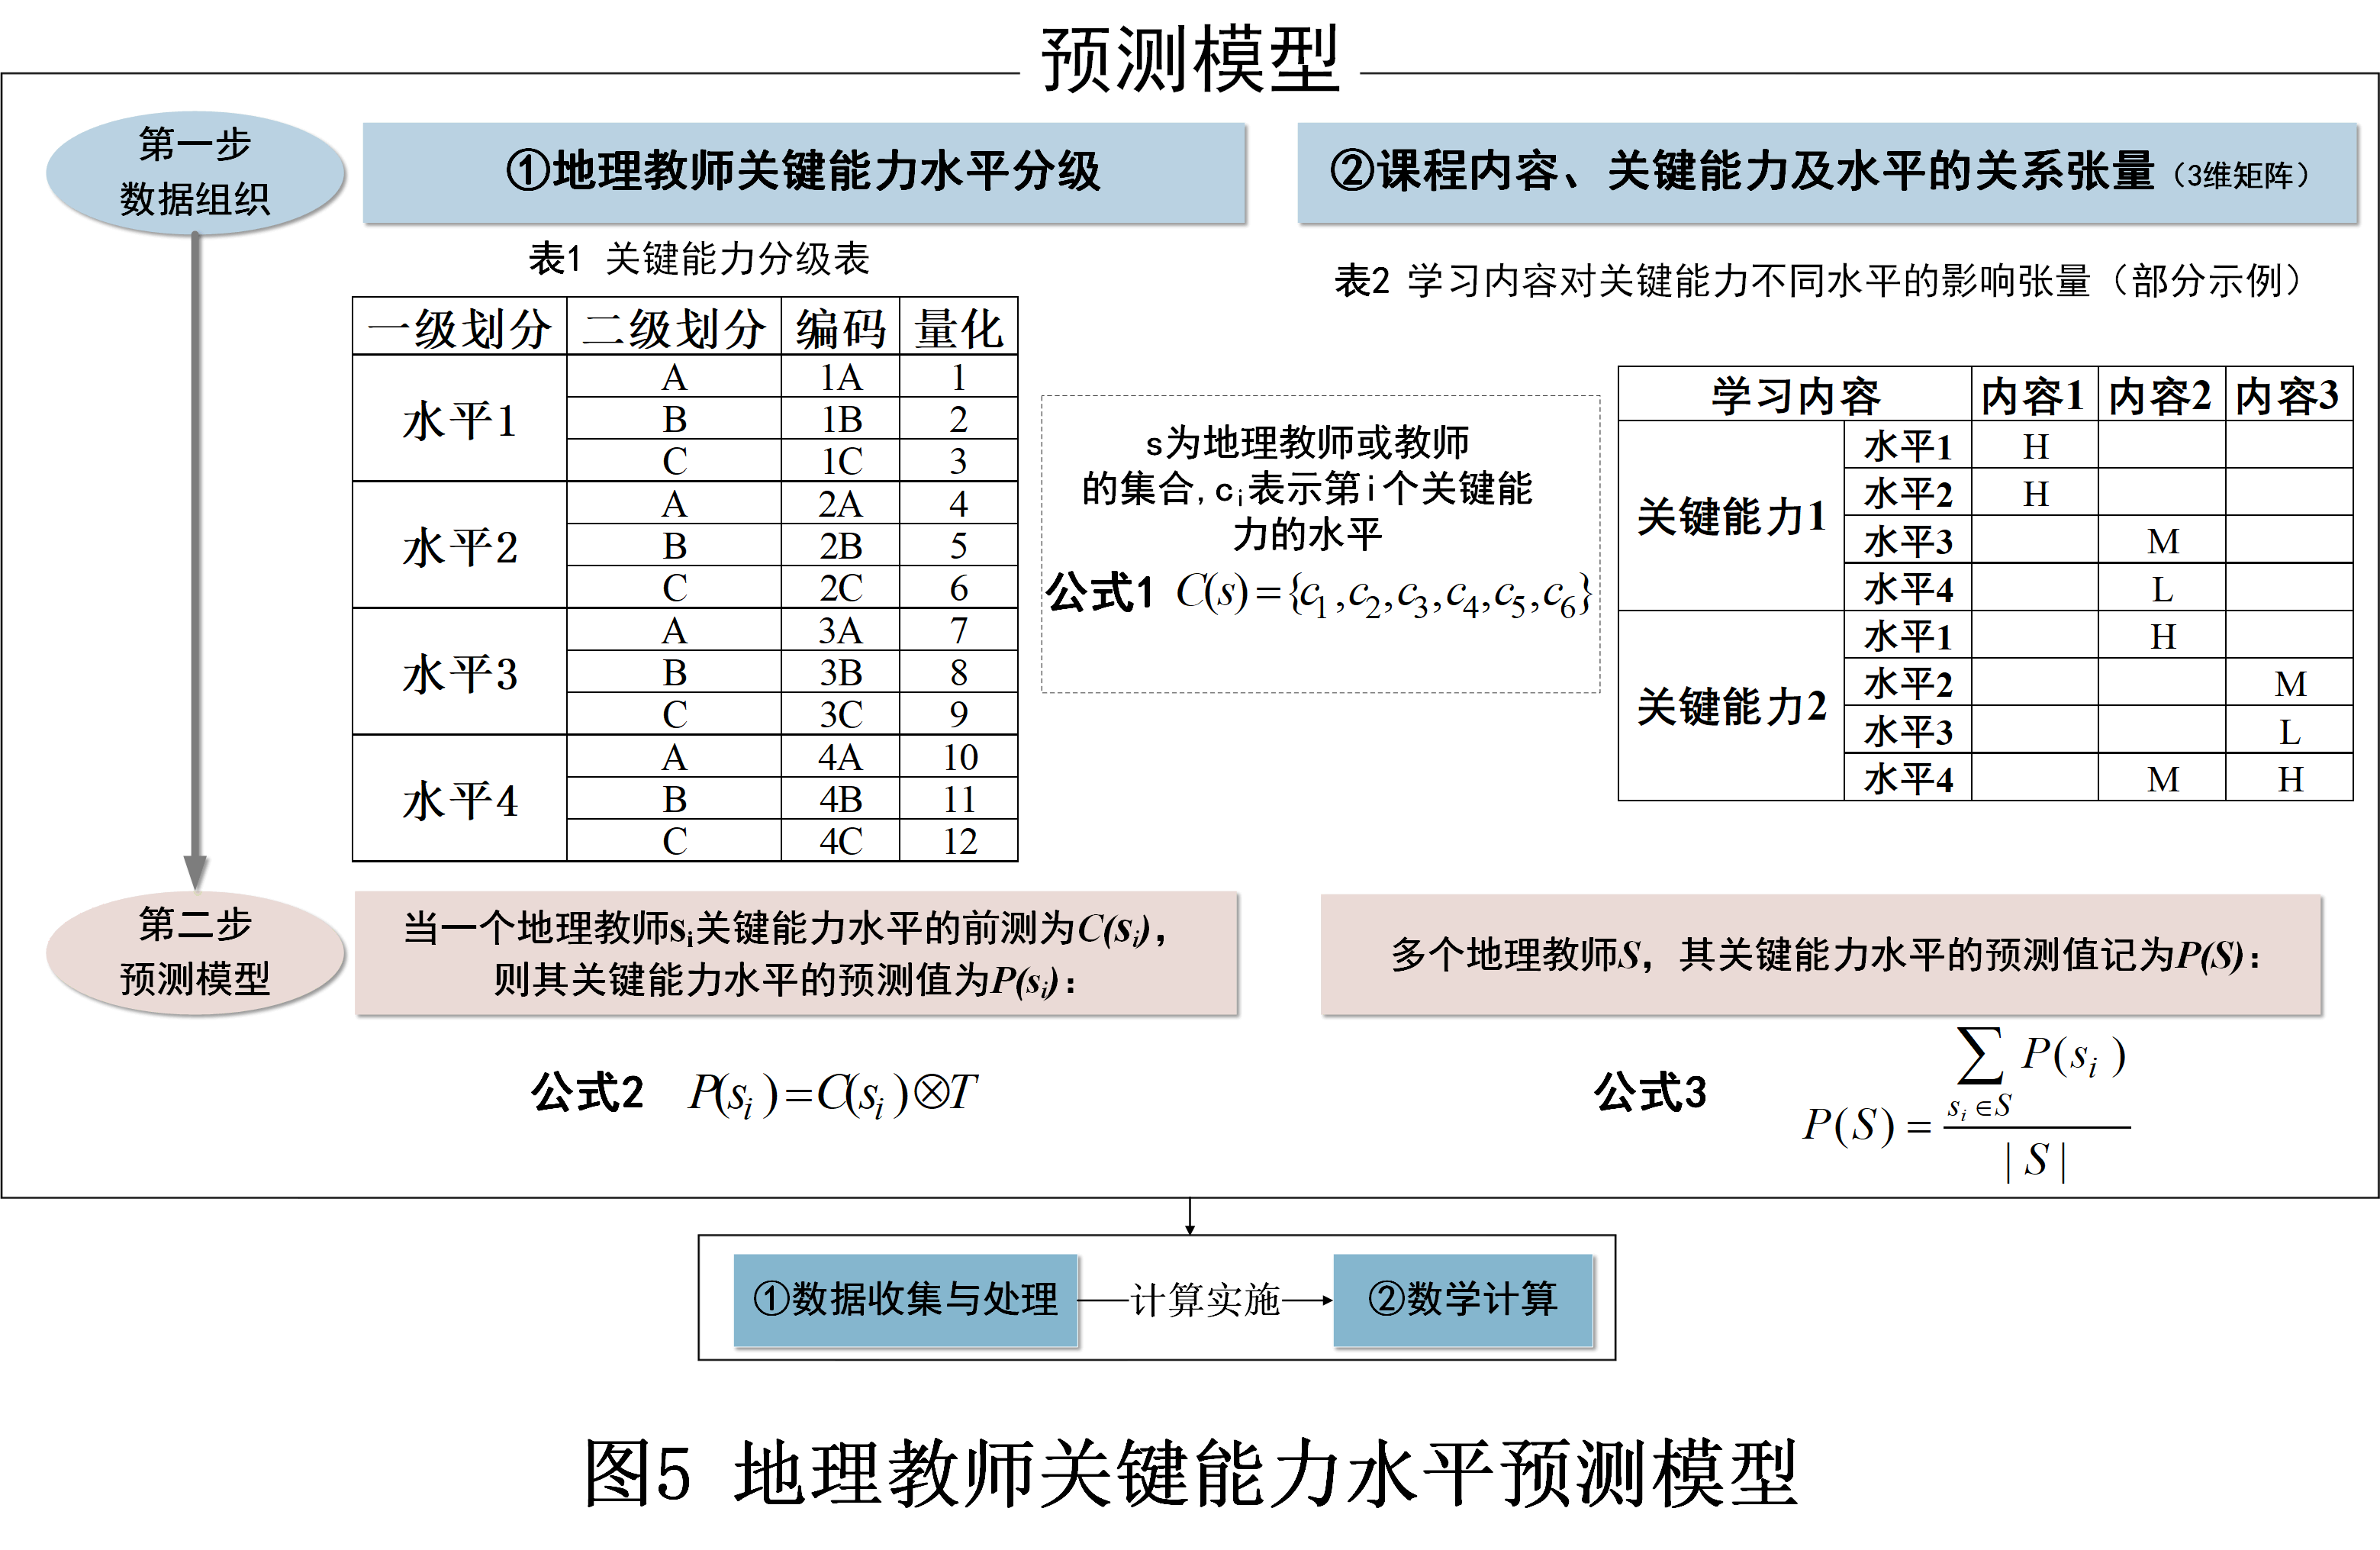 预测模型
第一步
数据组织
①地理教师关键能力水平分级
②课程内容、关键能力及水平的关系张量（3维矩阵）
表1 关键能力分级表
一级划分 二级划分 编码 量化
水平1 A 1A 1
B 1B 2
C 1C 3
水平2 A 2A 4
B 2B 5
C 2C 6
水平3 A 3A 7
B 3B 8
C 3C 9
水平4 A 4A 10
B 4B 11
C 4C 12
s为地理教师或教师
的集合,cᵢ表示第i个关键能
力的水平
公式1 C(s)={c₁,c₂,c₃,c₄,c₅,c₆}
表2 学习内容对关键能力不同水平的影响张量（部分示例）
学习内容 内容1 内容2 内容3
关键能力1 水平1 H
水平2 H
水平3 M
水平4 L
关键能力2 水平1 H
水平2 M
水平3 L
水平4 M H
第二步
预测模型
当一个地理教师sᵢ关键能力水平的前测为C(sᵢ),
则其关键能力水平的预测值为P(sᵢ)：
公式2 P(sᵢ)=C(sᵢ)⊗T
多个地理教师S，其关键能力水平的预测值记为P(S)：
公式3 P(S)=
∑ P(sᵢ)
sᵢ∈S
|S|
①数据收集与处理 计算实施 ②数学计算
图5 地理教师关键能力水平预测模型